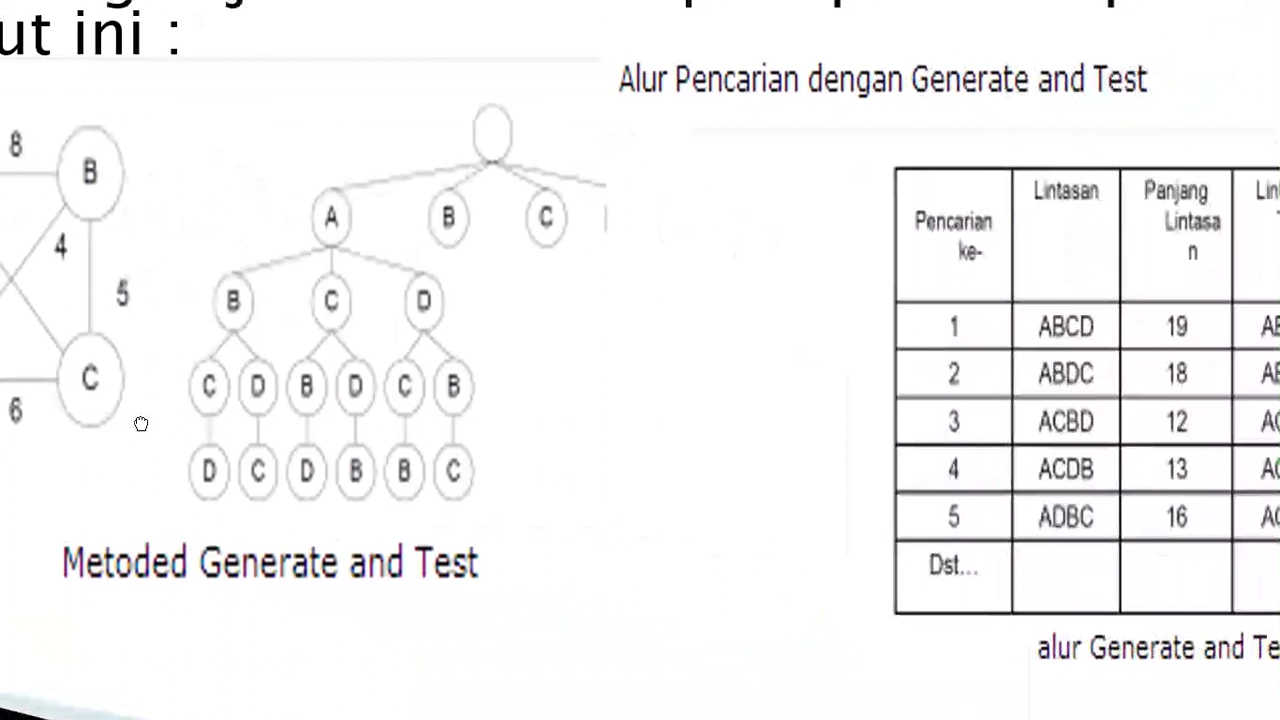 ut ini :
Alur Pencarian dengan Generate and Test
8
B
4
5
C
6
A
B
C
B
C
D
C
D
B
D
C
B
D
C
D
B
B
C
Metoded Generate and Test
Pencarian
ke-
Lintasan
Panjang
Lintasa
n
1 ABCD 19
2 ABDC 18
3 ACBD 12
4 ACDB 13
5 ADBC 16
Dst...
alur Generate and Te